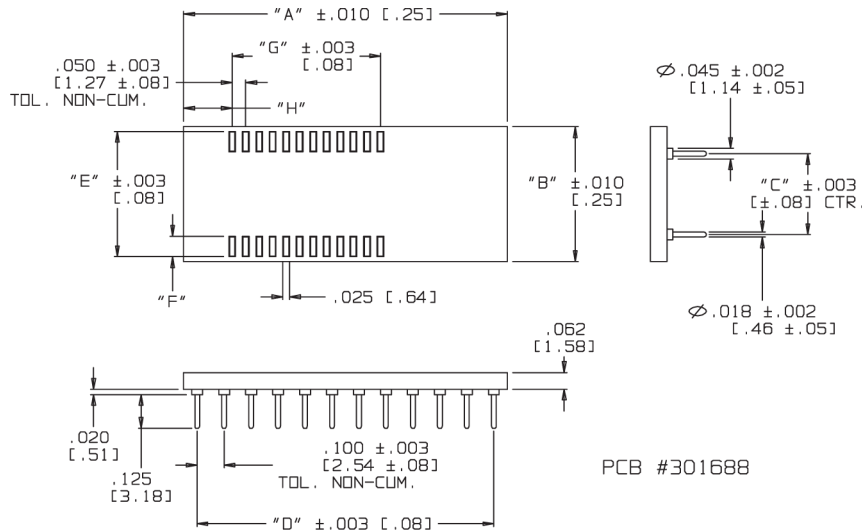 "A" ±.010 [.25]
"G" ±.003
[.08]
.050 ±.003
[1.27 ±.08]
TOL. NON-CUM.
"H"
"E" ±.003
[.08]
"B" ±.010
[.25]
"F"
.025 [.64]
Ø.045 ±.002
[1.14 ±.05]
"C" ±.003
[±.08] CTR.
Ø.018 ±.002
[.46 ±.05]
.062
[1.58]
.020
[.51]
.125
[3.18]
.100 ±.003
[2.54 ±.08]
TOL. NON-CUM.
"D" ±.003 [.08]
PCB #301688